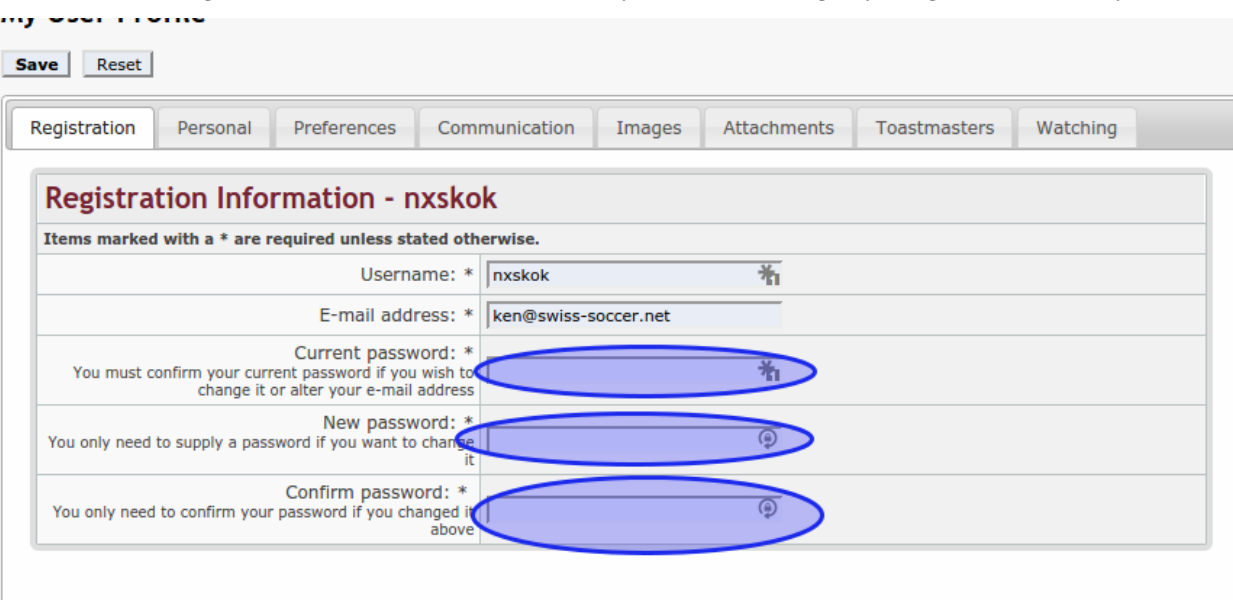 My User Profile
Save Reset
Registration Personal Preferences Communication Images Attachments Toastmasters Watching
Registration Information - nxskok
Items marked with a * are required unless stated otherwise.
Username: * nxskok
E-mail address: * ken@swiss-soccer.net
Current password: *
You must confirm your current password if you wish to
change it or alter your e-mail address
New password: *
You only need to supply a password if you want to change
it
Confirm password: *
You only need to confirm your password if you changed it
above